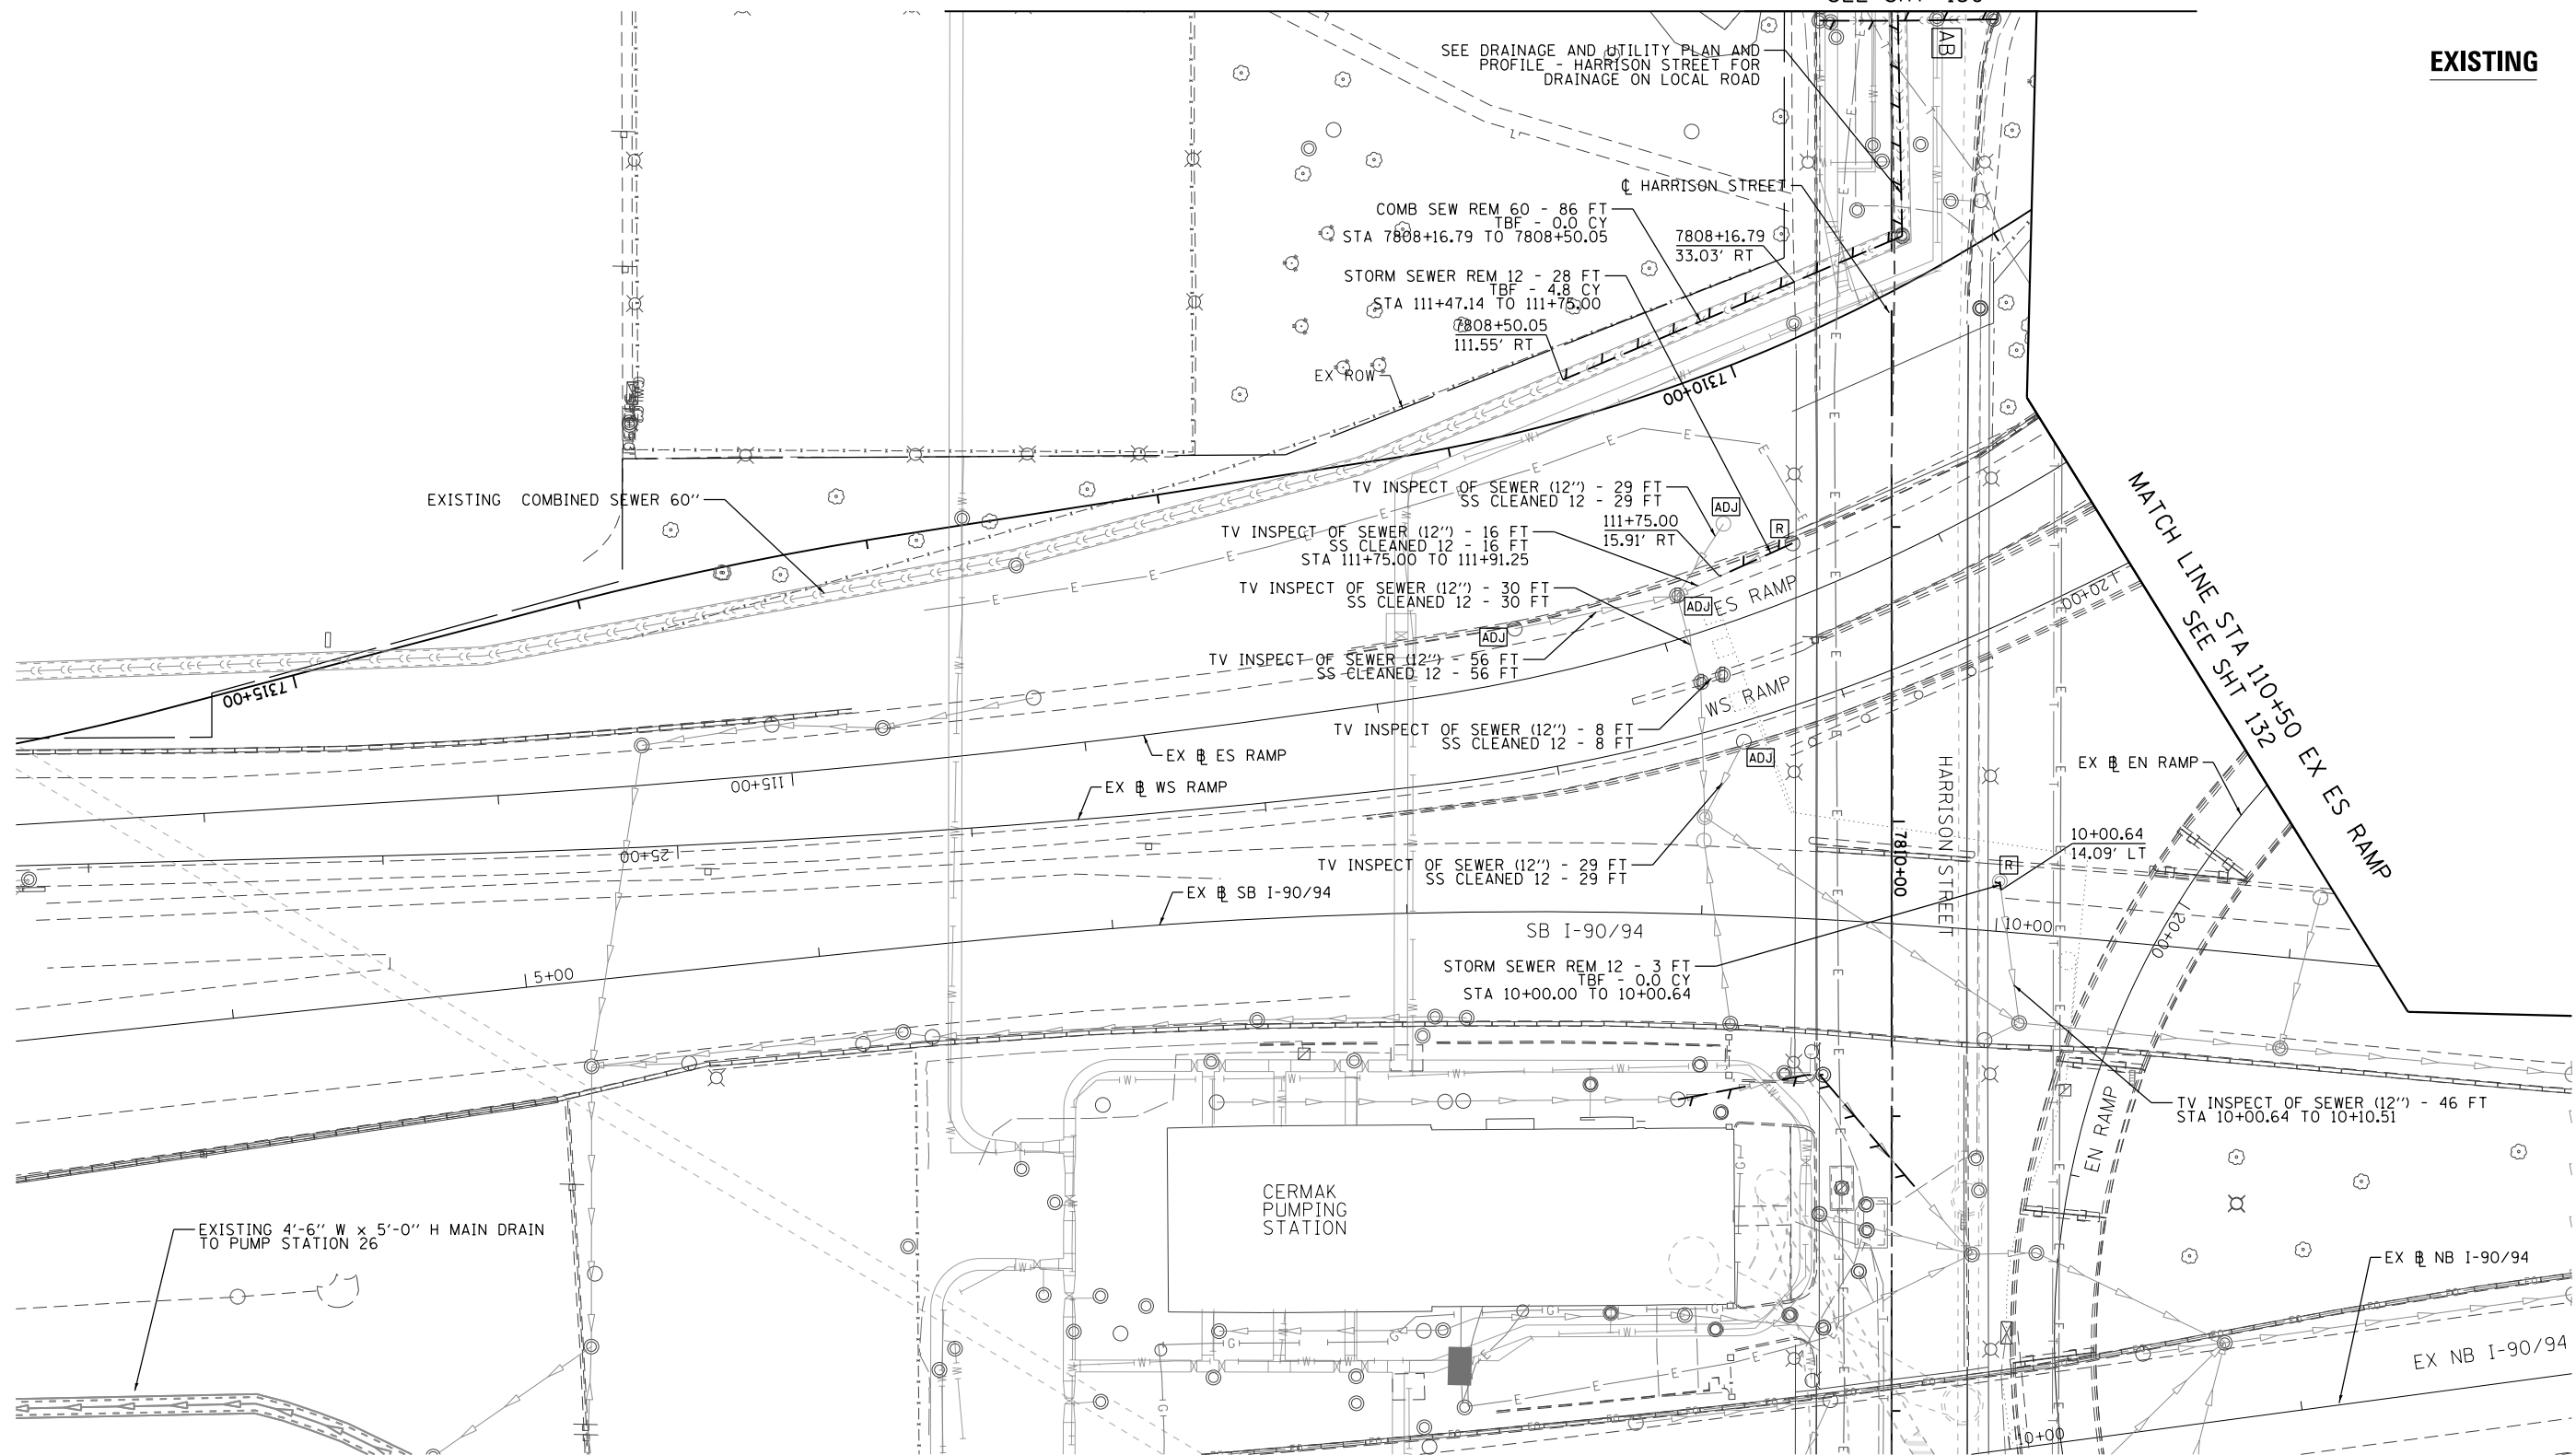 EXISTING
SEE DRAINAGE AND UTILITY PLAN AND
PROFILE - HARRISON STREET FOR
DRAINAGE ON LOCAL ROAD
AB
℄ HARRISON STREET
COMB SEW REM 60 - 86 FT
TBF - 0.0 CY
STA 7808+16.79 TO 7808+50.05
7808+16.79
33.03' RT
STORM SEWER REM 12 - 28 FT
TBF - 4.8 CY
STA 111+47.14 TO 111+75.00
7808+50.05
111.55' RT
EX ROW
7310+00
EXISTING COMBINED SEWER 60"
TV INSPECT OF SEWER (12") - 29 FT
SS CLEANED 12 - 29 FT
ADJ
R
TV INSPECT OF SEWER (12") - 16 FT
SS CLEANED 12 - 16 FT
STA 111+75.00 TO 111+91.25
111+75.00
15.91' RT
TV INSPECT OF SEWER (12") - 30 FT
SS CLEANED 12 - 30 FT
ADJ
ES RAMP
ADJ
TV INSPECT OF SEWER (12") - 56 FT
SS CLEANED 12 - 56 FT
WS RAMP
120+00
MATCH LINE STA 110+50 EX ES RAMP
SEE SHT 132
7315+00
TV INSPECT OF SEWER (12") - 8 FT
SS CLEANED 12 - 8 FT
ADJ
EX B ES RAMP
115+00
EX B WS RAMP
EX B EN RAMP
HARRISON STREET
7810+00
10+00.64
14.09' LT
R
25+00
TV INSPECT OF SEWER (12") - 29 FT
SS CLEANED 12 - 29 FT
EX B SB I-90/94
SB I-90/94
10+00
20+00
5+00
STORM SEWER REM 12 - 3 FT
TBF - 0.0 CY
STA 10+00.00 TO 10+00.64
TV INSPECT OF SEWER (12") - 46 FT
STA 10+00.64 TO 10+10.51
EN RAMP
CERMAK
PUMPING
STATION
EXISTING 4'-6" W x 5'-0" H MAIN DRAIN
TO PUMP STATION 26
EX B NB I-90/94
EX NB I-90/94